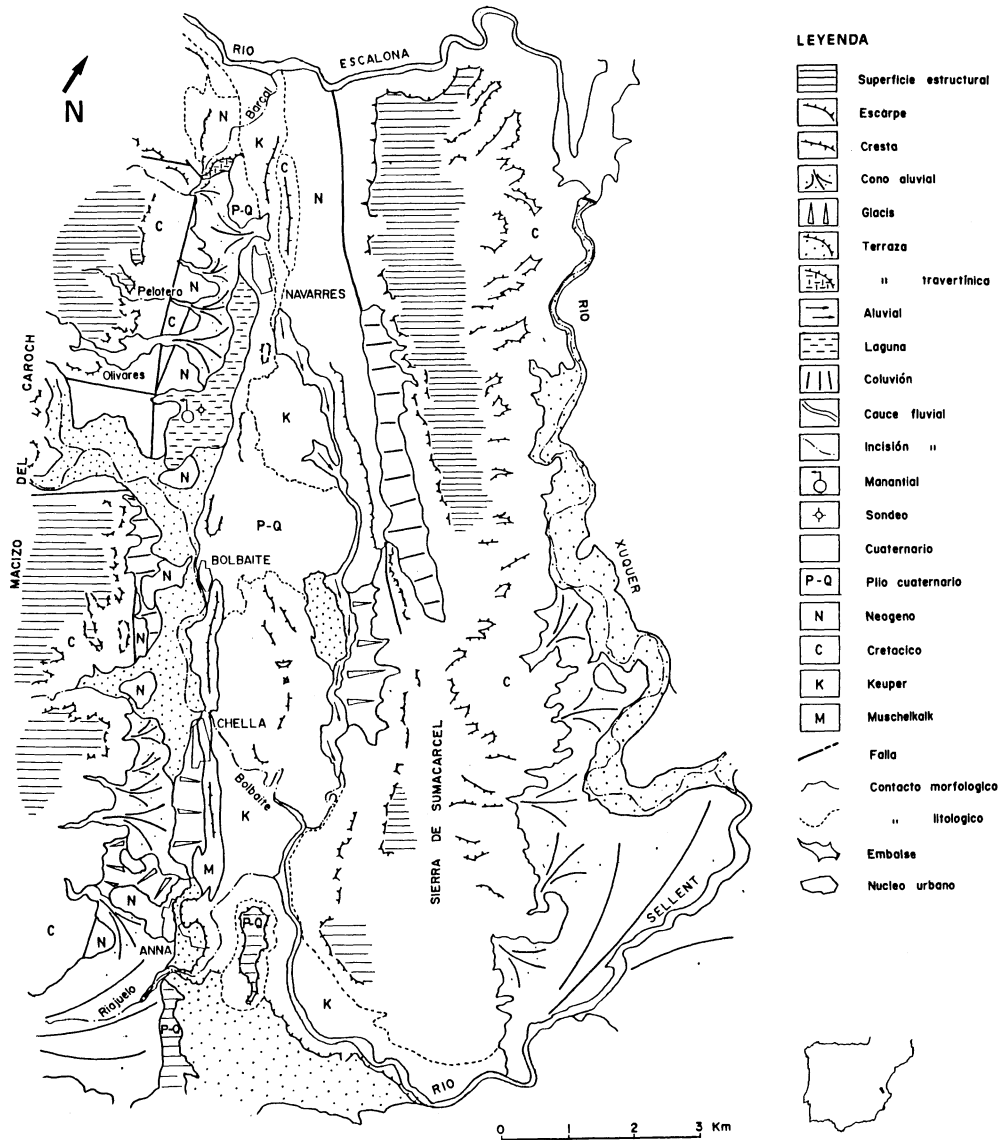 RIO
ESCALONA
N
Barcal
N
K
C
N
P-Q
C
C
Pelotero
N
NAVARRES
RIO
C
Olivares
N
K
MACIZO DEL CAROCH
N
P-Q
BOLBAITE
XUQUER
N
C
N
C
N
CHELLA
Bolbaite
K
SIERRA DE SUMACARCEL
M
N
SELLENT
C
N
P-Q
ANNA
Riajuelo
K
P-Q
RIO
0 1 2 3 Km
LEYENDA
Superficie estructural
Escarpe
Cresta
Cono aluvial
Glacis
Terraza
" travertínica
Aluvial
Laguna
Coluvión
Cauce fluvial
Incisión "
Manantial
Sondeo
Cuaternario
P-Q Plio cuaternario
N Neogeno
C Cretacico
K Keuper
M Muschelkalk
Falla
Contacto morfologico
" litologico
Embalse
Nucleo urbano